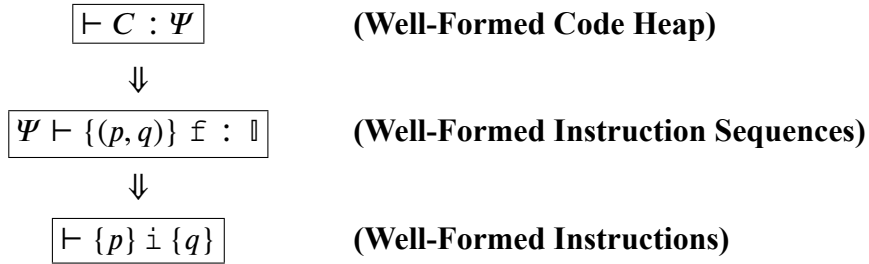 ⊢ C : Ψ (Well-Formed Code Heap)
⇓
Ψ ⊢ {(p, q)} f : 𝕀 (Well-Formed Instruction Sequences)
⇓
⊢ {p} i {q} (Well-Formed Instructions)